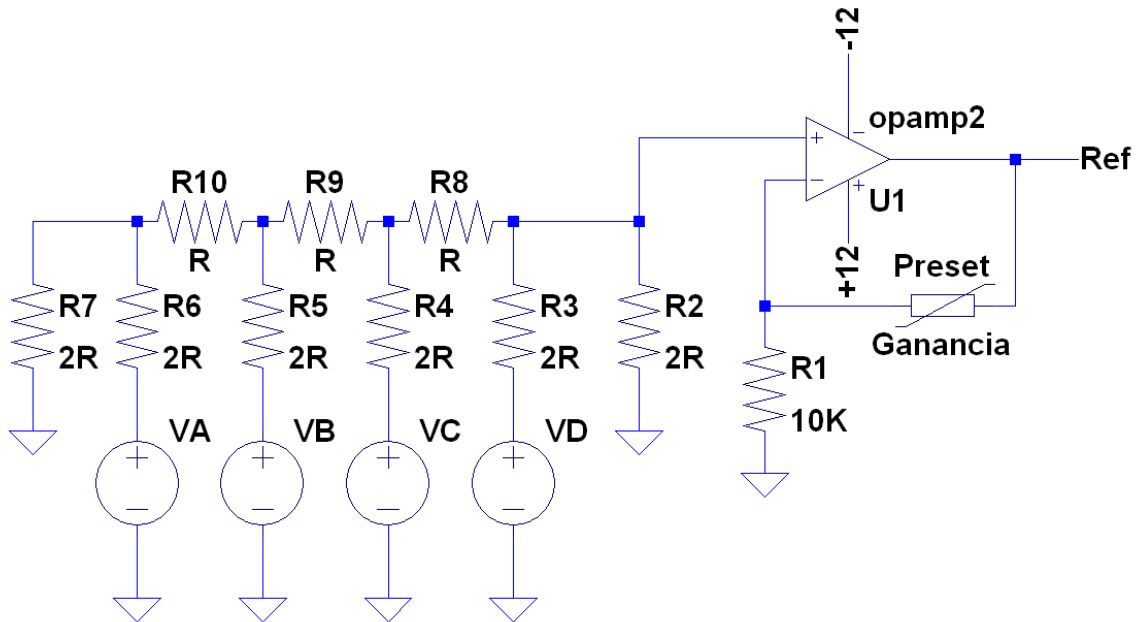 -12
opamp2
+
−
−
+
U1
Ref
+12
Preset
Ganancia
R10
R9
R8
R
R
R
R7
R6
R5
R4
R3
R2
2R
2R
2R
2R
2R
2R
R1
10K
VA
VB
VC
VD
+
+
+
+
−
−
−
−